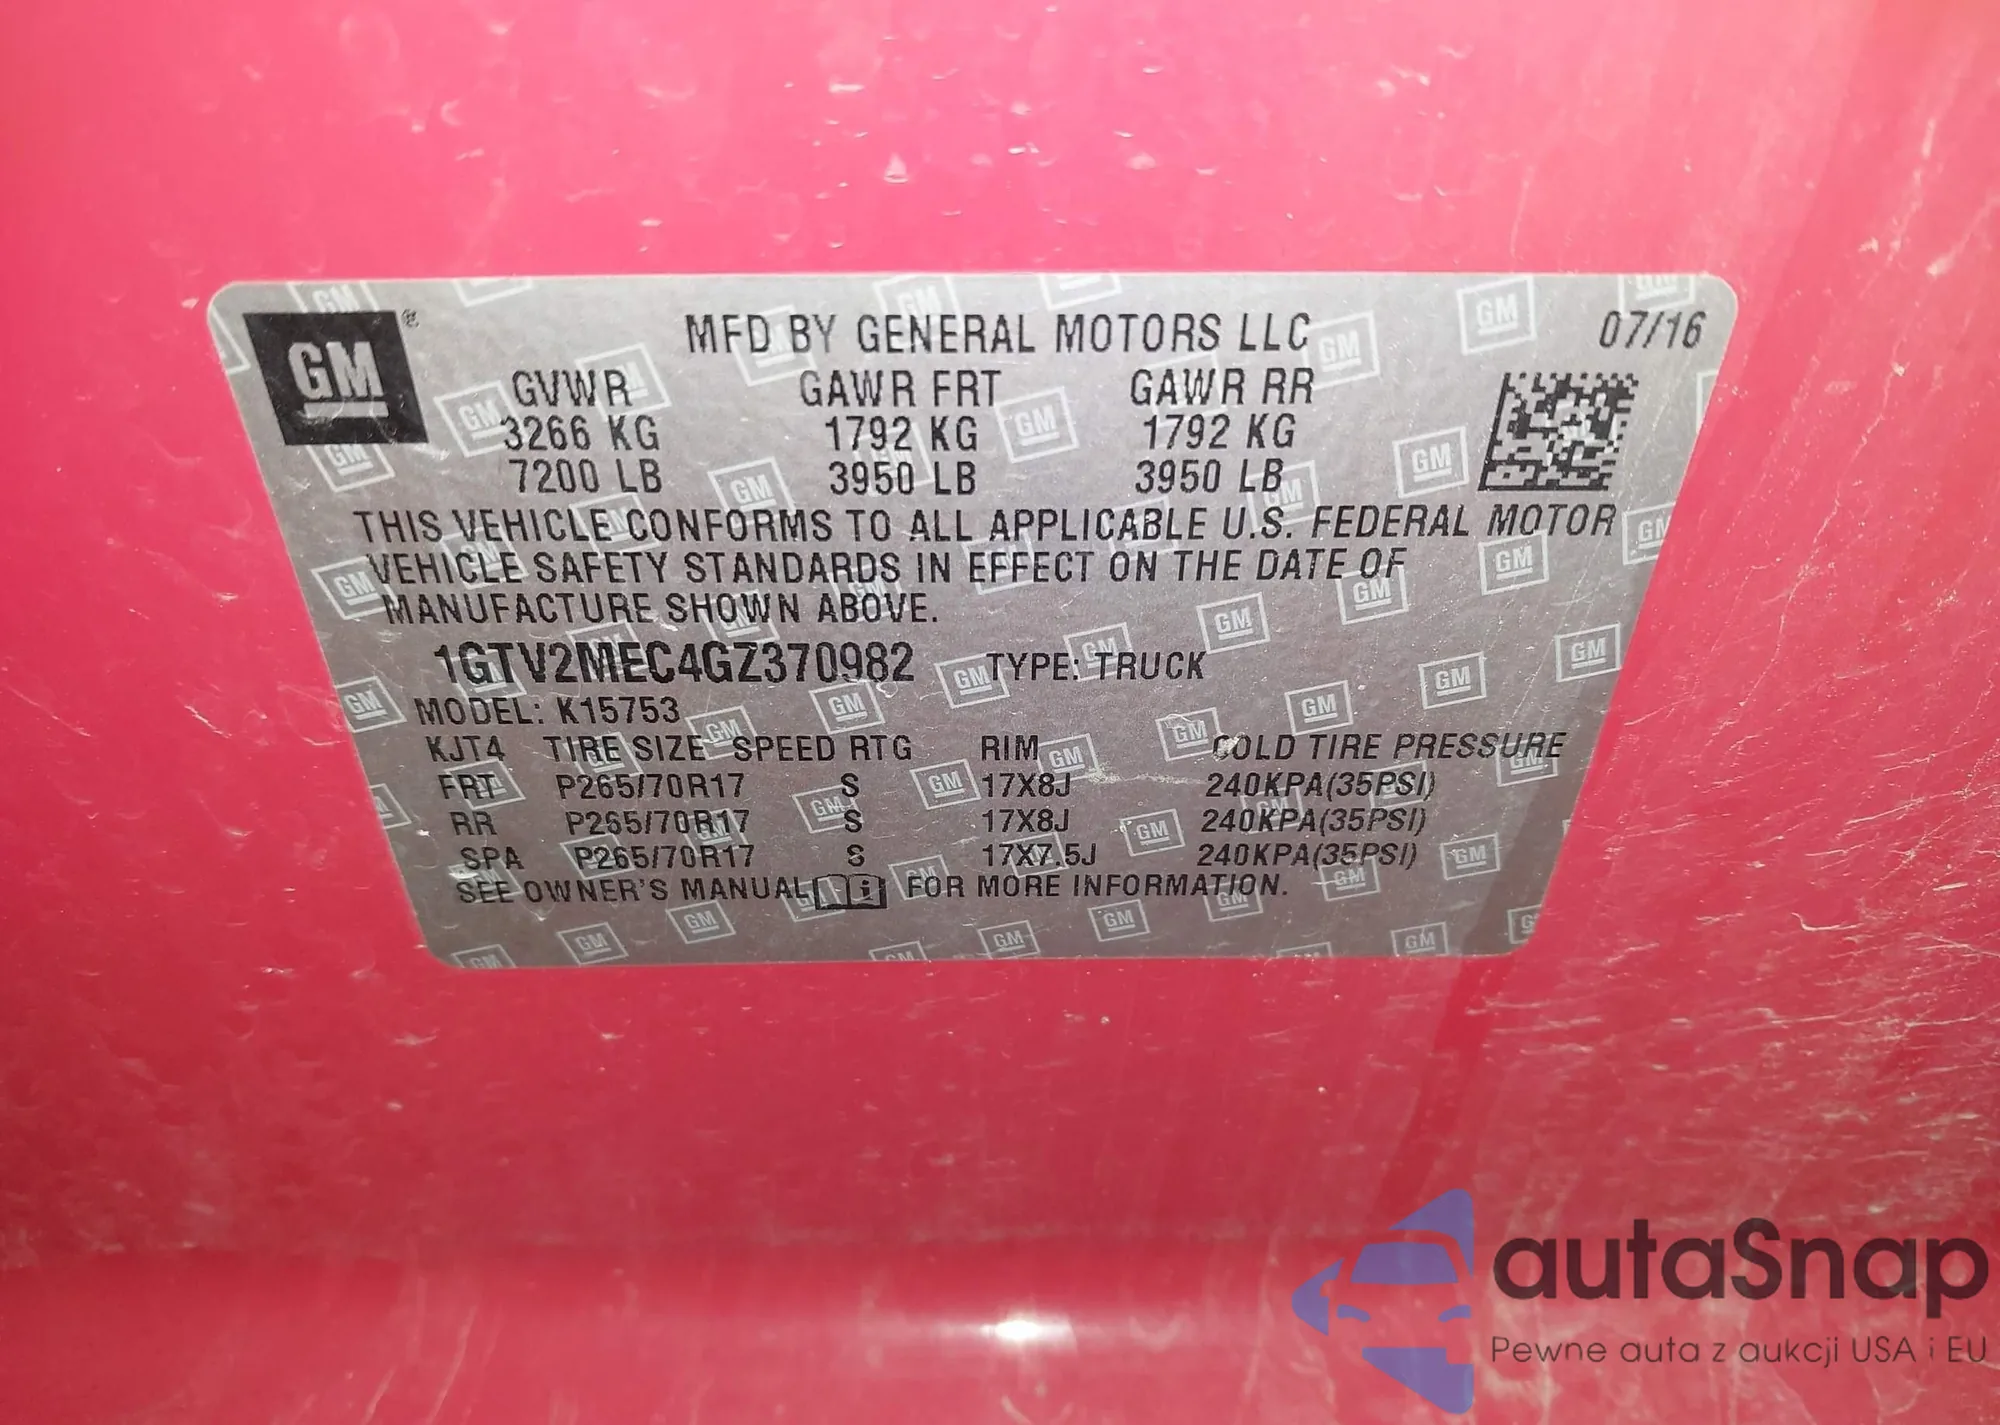 GM ®
MFD BY GENERAL MOTORS LLC 07/16
GVWR GAWR FRT GAWR RR
3266 KG 1792 KG 1792 KG
7200 LB 3950 LB 3950 LB
THIS VEHICLE CONFORMS TO ALL APPLICABLE U.S. FEDERAL MOTOR
VEHICLE SAFETY STANDARDS IN EFFECT ON THE DATE OF
MANUFACTURE SHOWN ABOVE.
1GTV2MEC4GZ370982 TYPE: TRUCK
MODEL: K15753
KJT4 TIRE SIZE SPEED RTG RIM COLD TIRE PRESSURE
FRT P265/70R17 S 17X8J 240KPA(35PSI)
RR P265/70R17 S 17X8J 240KPA(35PSI)
SPA P265/70R17 S 17X7.5J 240KPA(35PSI)
SEE OWNER'S MANUAL i FOR MORE INFORMATION.
autaSnap
Pewne auta z aukcji USA i EU